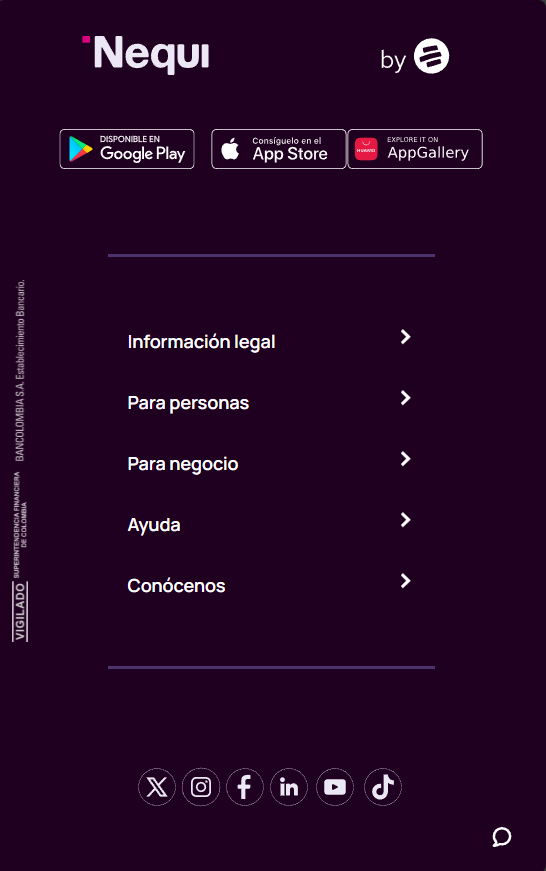 Nequi
by
DISPONIBLE EN
Google Play
Consíguelo en el
App Store
EXPLORE IT ON
AppGallery
HUAWEI
Información legal
Para personas
Para negocio
Ayuda
Conócenos
VIGILADO
SUPERINTENDENCIA FINANCIERA
DE COLOMBIA
BANCOLOMBIA S.A. Establecimiento Bancario.